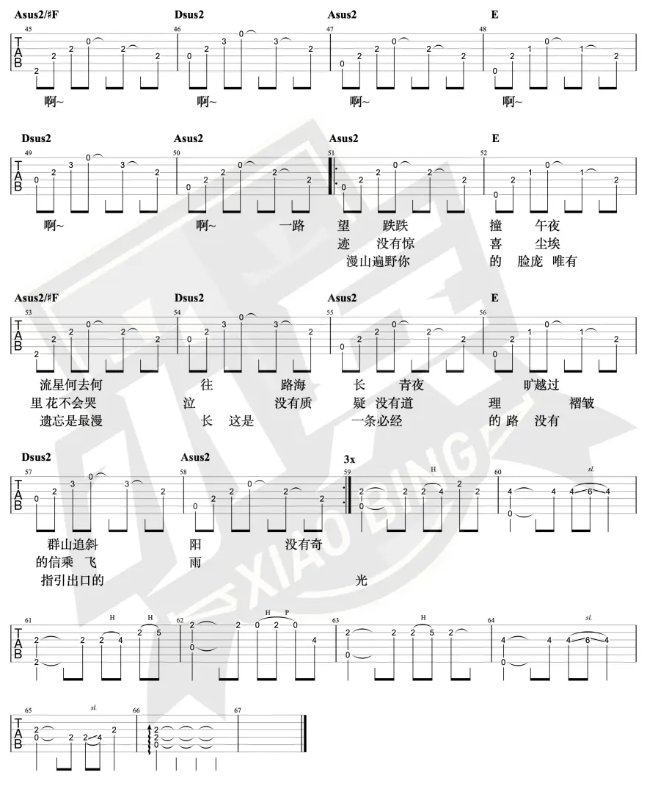 Asus2/♯F Dsus2 Asus2 E
45 46 47 48
啊~ 啊~ 啊~ 啊~
Dsus2 Asus2 Asus2 E
49 50 51 52
啊~ 啊~ 一路 望 跌跌 撞 午夜
迹 没有惊 喜 尘埃
漫山遍野你 的 脸庞 唯有
Asus2/♯F Dsus2 Asus2 E
53 54 55 56
流星何去何 往 路海 长 青夜 旷越过
里花不会哭 泣 没有质 疑 没有道 理 褶皱
遗忘是最漫 长 这是 一条必经 的 路 没有
Dsus2 Asus2 3x
57 58 59 60
H sl.
群山追斜 阳 没有奇
的信乘 飞 雨
指引出口的 光
61 62 63 64
H H H P H sl.
65 66 67
sl.
小兵
XIAO BING